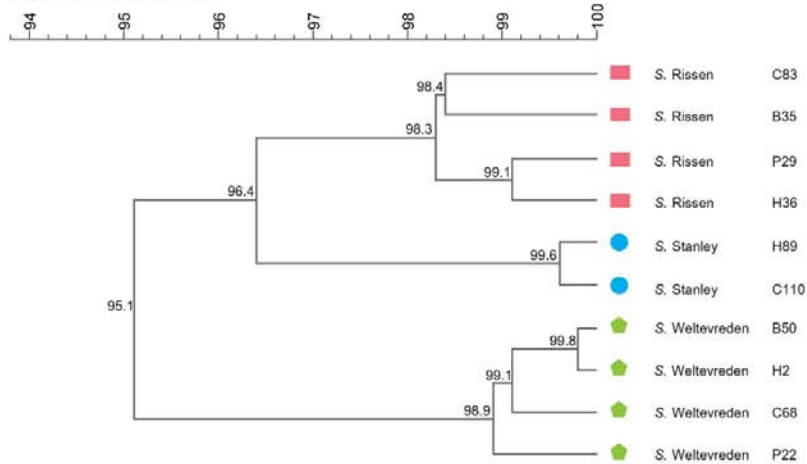 94 95 96 97 98 99 100
98.4
98.3
99.1
96.4
99.6
95.1
99.8
99.1
98.9
S. Rissen C83
S. Rissen B35
S. Rissen P29
S. Rissen H36
S. Stanley H89
S. Stanley C110
S. Weltevreden B50
S. Weltevreden H2
S. Weltevreden C68
S. Weltevreden P22